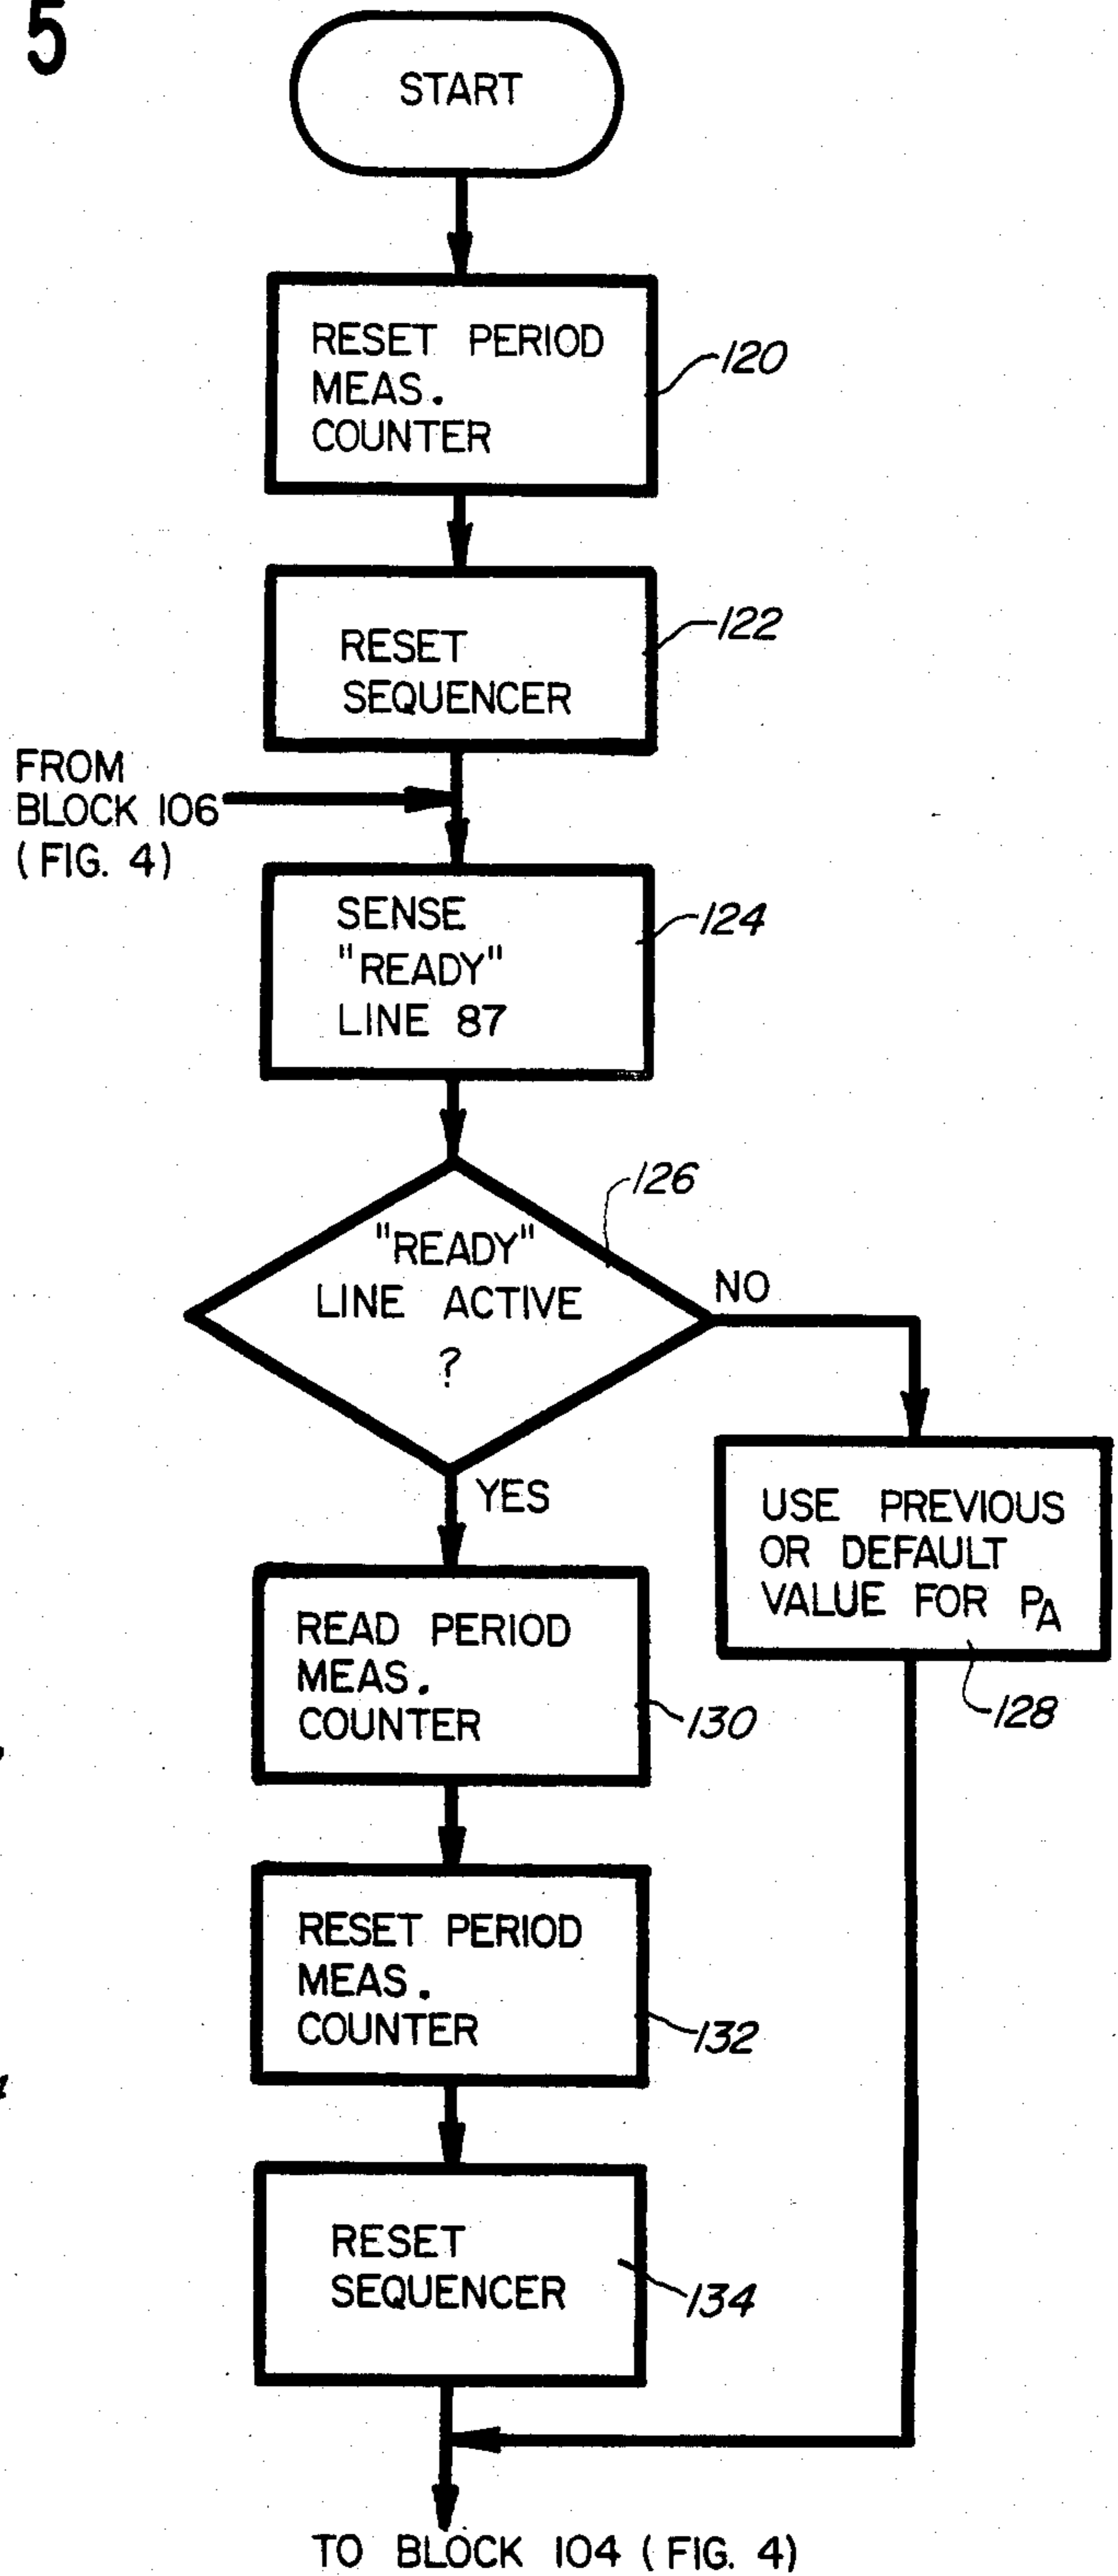 5
START
RESET PERIOD
MEAS.
COUNTER
120
RESET
SEQUENCER
122
FROM
BLOCK 106
(FIG. 4)
SENSE
"READY"
LINE 87
124
126
"READY"
LINE ACTIVE
?
NO
YES
USE PREVIOUS
OR DEFAULT
VALUE FOR PA
128
READ PERIOD
MEAS.
COUNTER
130
RESET PERIOD
MEAS.
COUNTER
132
RESET
SEQUENCER
134
TO BLOCK 104 (FIG. 4)